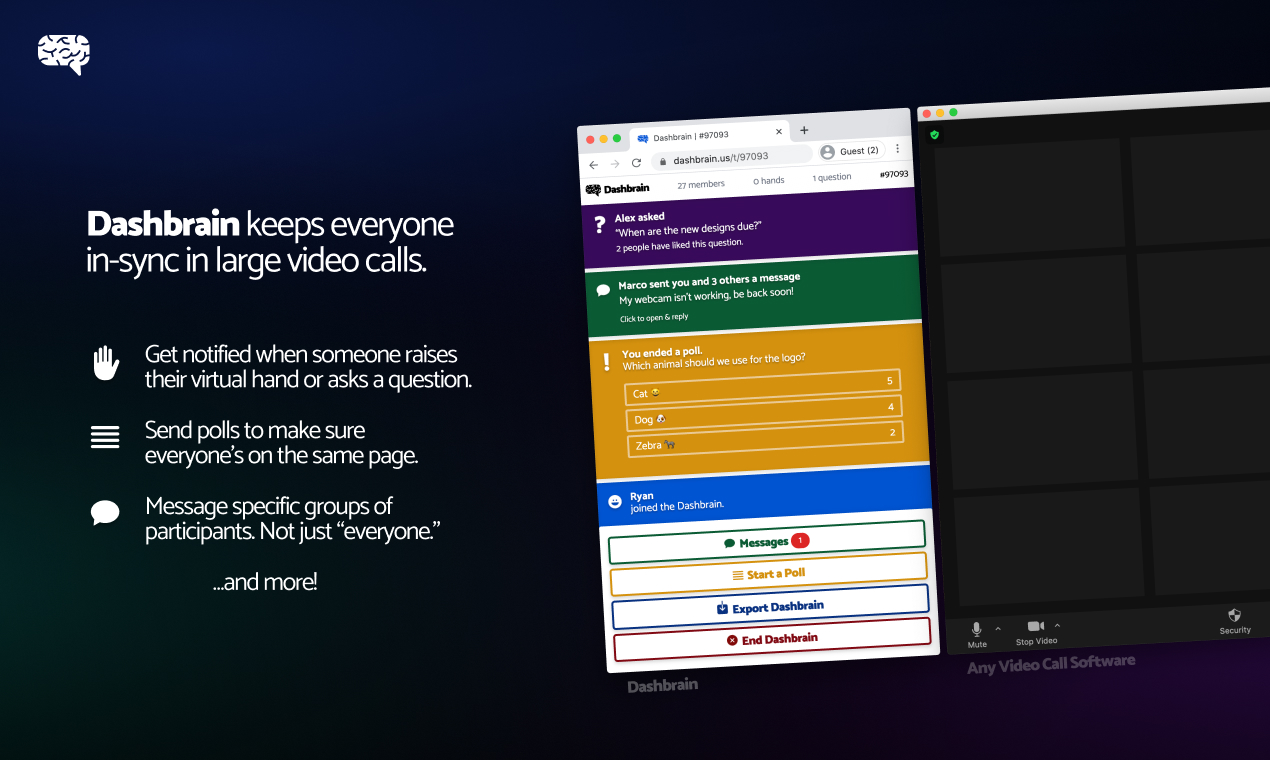 Dashbrain keeps everyone
in-sync in large video calls.
Get notified when someone raises
their virtual hand or asks a question.
Send polls to make sure
everyone's on the same page.
Message specific groups of
participants. Not just “everyone.”
...and more!
Dashbrain | #97093
dashbrain.us/t/97093
Guest (2)
Dashbrain
27 members
0 hands
1 question
#97093
Alex asked
“When are the new designs due?”
2 people have liked this question.
Marco sent you and 3 others a message
My webcam isn't working, be back soon!
Click to open & reply
You ended a poll.
Which animal should we use for the logo?
Cat 😄 5
Dog 🐶 4
Zebra 🦓 2
Ryan
joined the Dashbrain.
Messages 1
Start a Poll
Export Dashbrain
End Dashbrain
Dashbrain
Mute
Stop Video
Security
Any Video Call Software